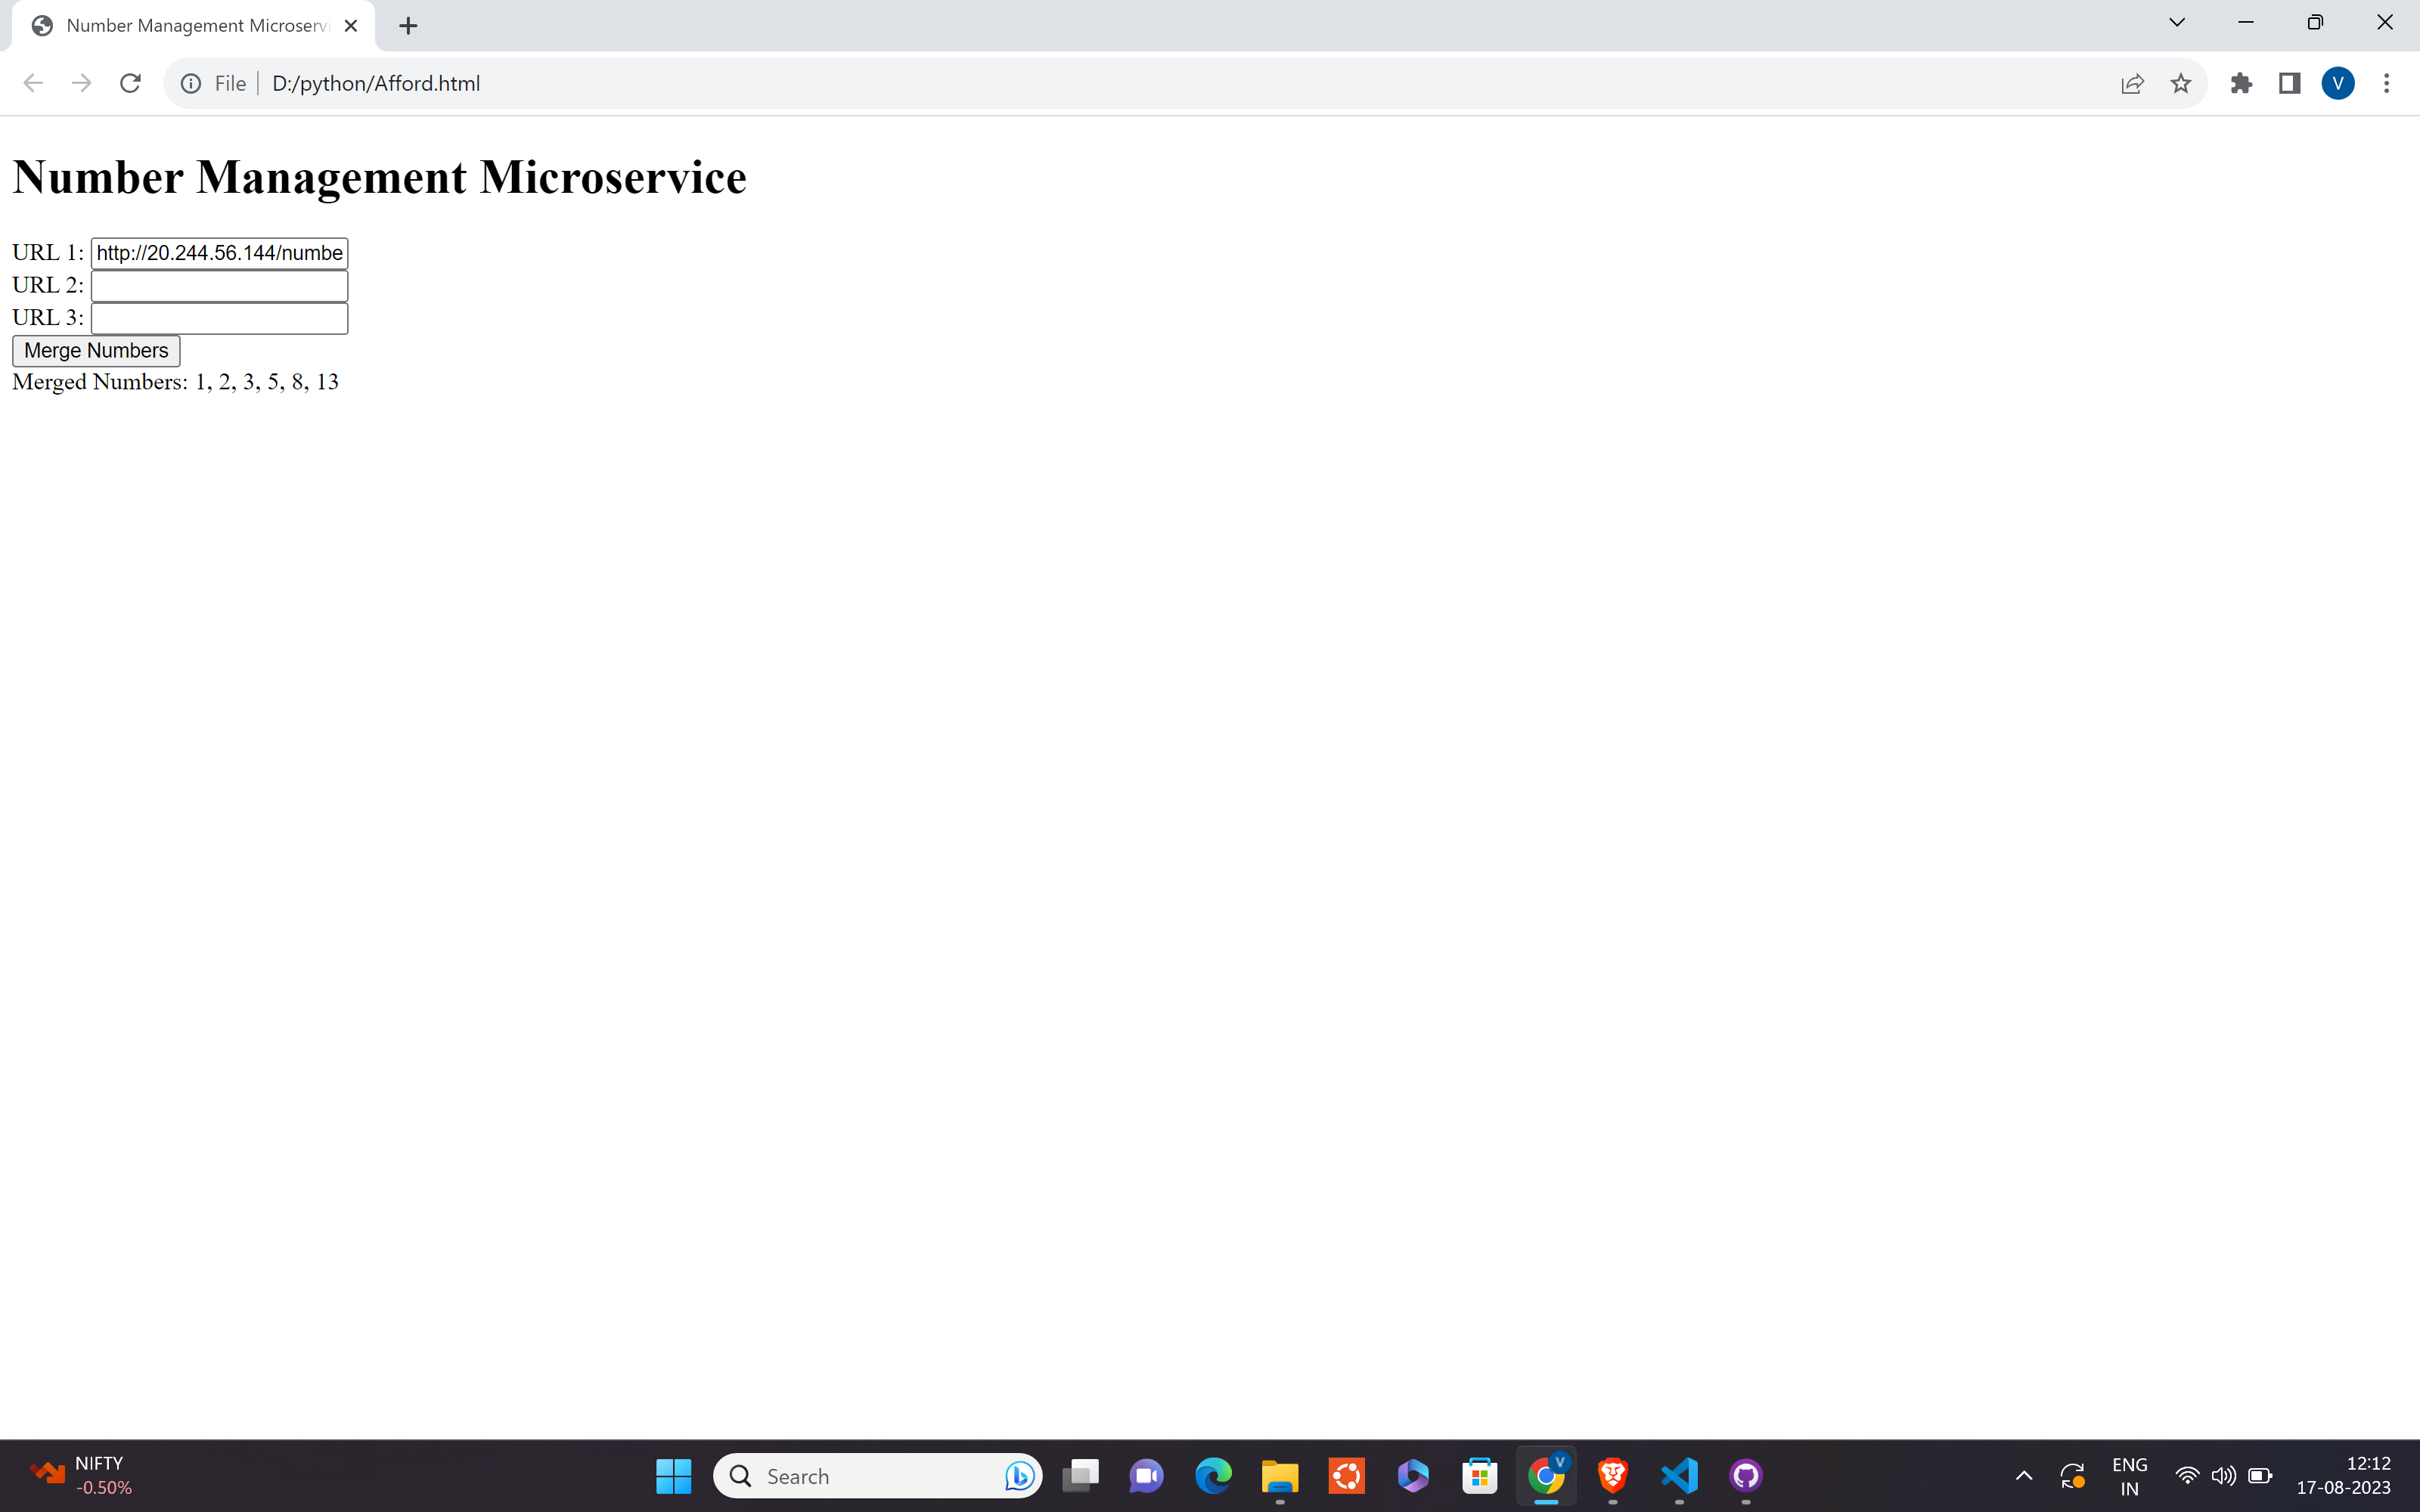 Number Management Microserv
File D:/python/Afford.html
V
Number Management Microservice
URL 1: http://20.244.56.144/numbe
URL 2:
URL 3:
Merge Numbers
Merged Numbers: 1, 2, 3, 5, 8, 13
NIFTY
-0.50%
Search
V
ENG
IN
12:12
17-08-2023